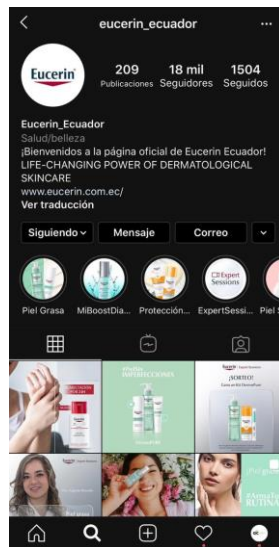 eucerin_ecuador
Eucerin
209
Publicaciones
18 mil
Seguidores
1504
Seguidos
Eucerin_Ecuador
Salud/belleza
¡Bienvenidos a la página oficial de Eucerin Ecuador!
LIFE-CHANGING POWER OF DERMATOLOGICAL
SKINCARE
www.eucerin.com.ec/
Ver traducción
Siguiendo
Mensaje
Correo
Expert
Sessions
Piel Grasa
MiBoostDia...
Protección...
ExpertSessi...
Piel S
IMPERFECCIONES
¡SORTEO!
RUTINA